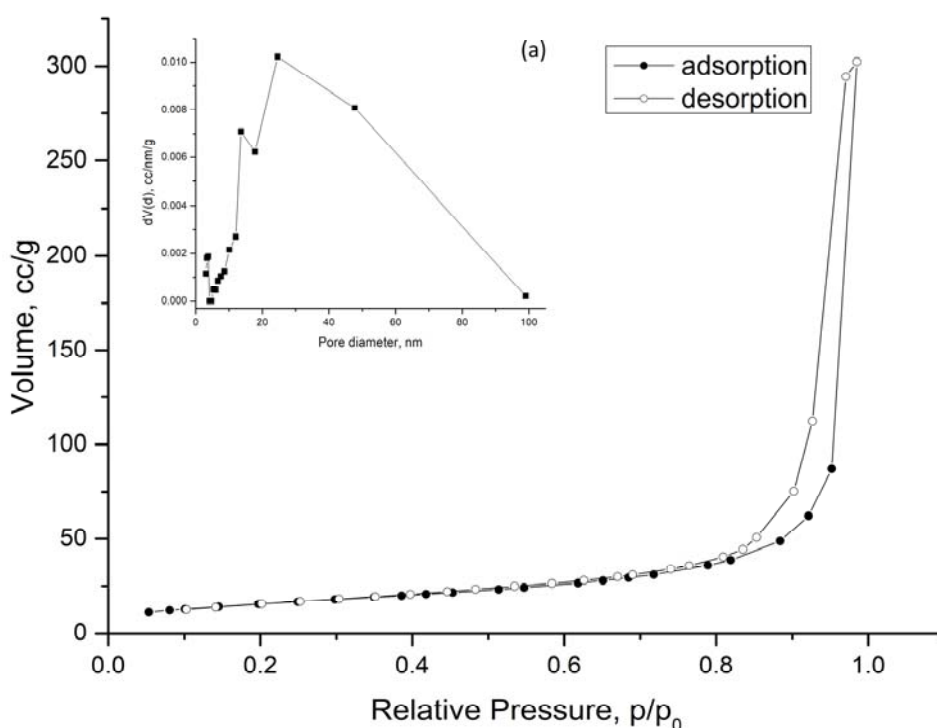 (a)
adsorption
desorption
300
250
200
150
100
50
0
Volume, cc/g
0.0 0.2 0.4 0.6 0.8 1.0
Relative Pressure, p/p₀
0.010
0.008
0.006
0.004
0.002
0.000
dV(d), cc/nm/g
0 20 40 60 80 100
Pore diameter, nm